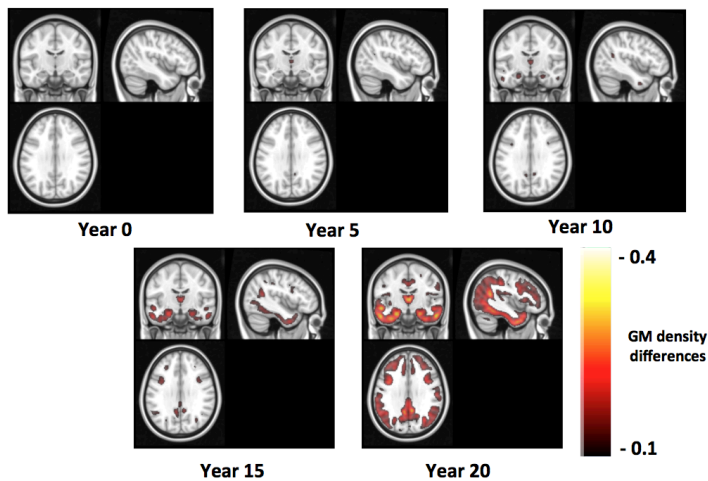 Year 0
Year 5
Year 10
- 0.4
GM density
differences
- 0.1
Year 15
Year 20